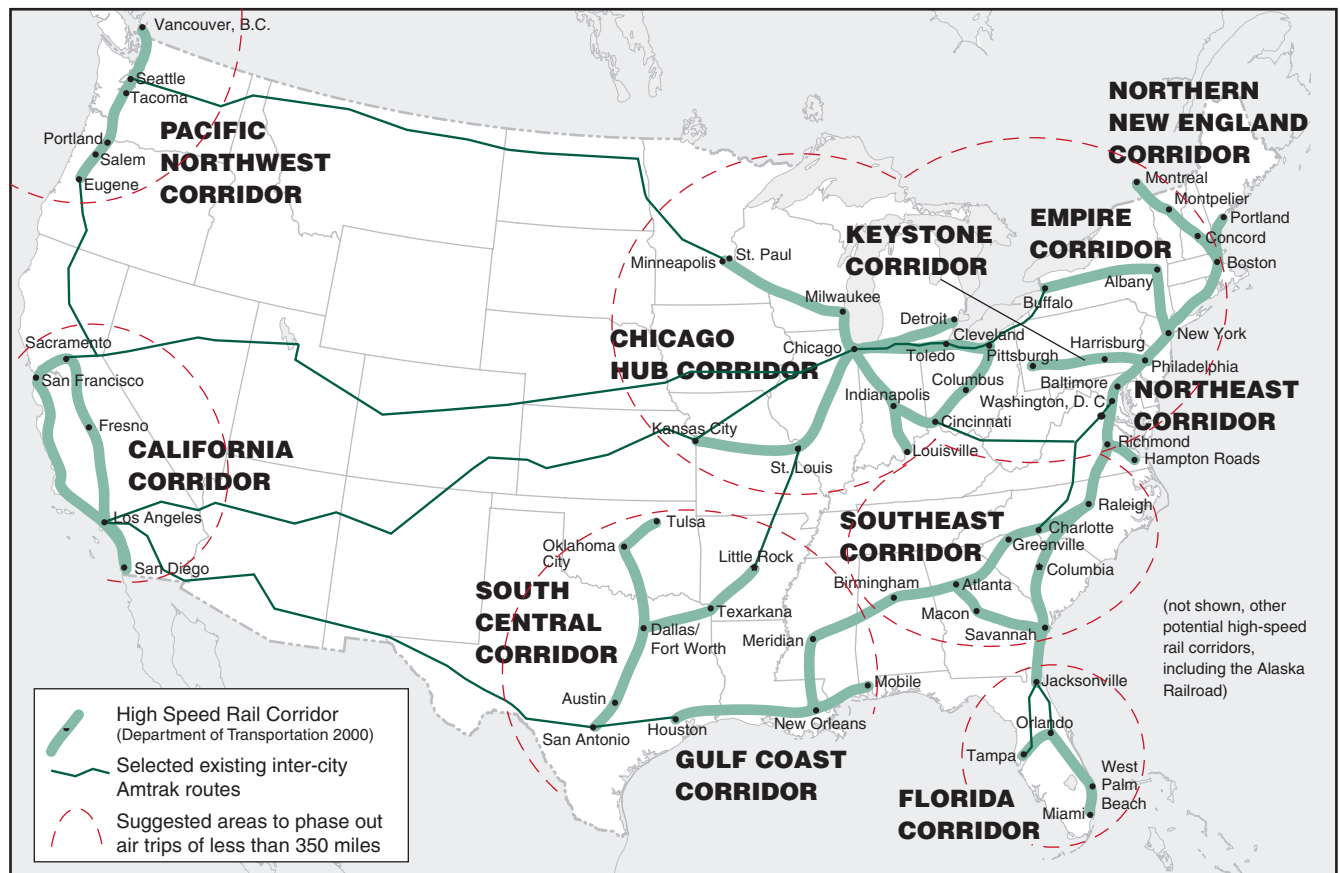 Vancouver, B.C.
Seattle
Tacoma
Portland
Salem
Eugene
PACIFIC
NORTHWEST
CORRIDOR
Sacramento
San Francisco
Fresno
CALIFORNIA
CORRIDOR
Los Angeles
San Diego
Minneapolis
St. Paul
Milwaukee
Chicago
CHICAGO
HUB CORRIDOR
Detroit
Toledo
Cleveland
Pittsburgh
Columbus
Indianapolis
Cincinnati
Louisville
Kansas City
St. Louis
KEYSTONE
CORRIDOR
Harrisburg
EMPIRE
CORRIDOR
Buffalo
Albany
NORTHERN
NEW ENGLAND
CORRIDOR
Montreal
Montpelier
Portland
Concord
Boston
New York
Philadelphia
Baltimore
Washington, D. C.
NORTHEAST
CORRIDOR
Richmond
Hampton Roads
Raleigh
Charlotte
Greenville
Columbia
SOUTHEAST
CORRIDOR
Birmingham
Atlanta
Macon
Savannah
Meridian
Mobile
New Orleans
Houston
GULF COAST
CORRIDOR
Tulsa
Oklahoma
City
Little Rock
Texarkana
Dallas/
Fort Worth
Austin
San Antonio
SOUTH
CENTRAL
CORRIDOR
Jacksonville
Orlando
Tampa
West
Palm
Beach
Miami
FLORIDA
CORRIDOR
(not shown, other
potential high-speed
rail corridors,
including the Alaska
Railroad)
High Speed Rail Corridor
(Department of Transportation 2000)
Selected existing inter-city
Amtrak routes
Suggested areas to phase out
air trips of less than 350 miles